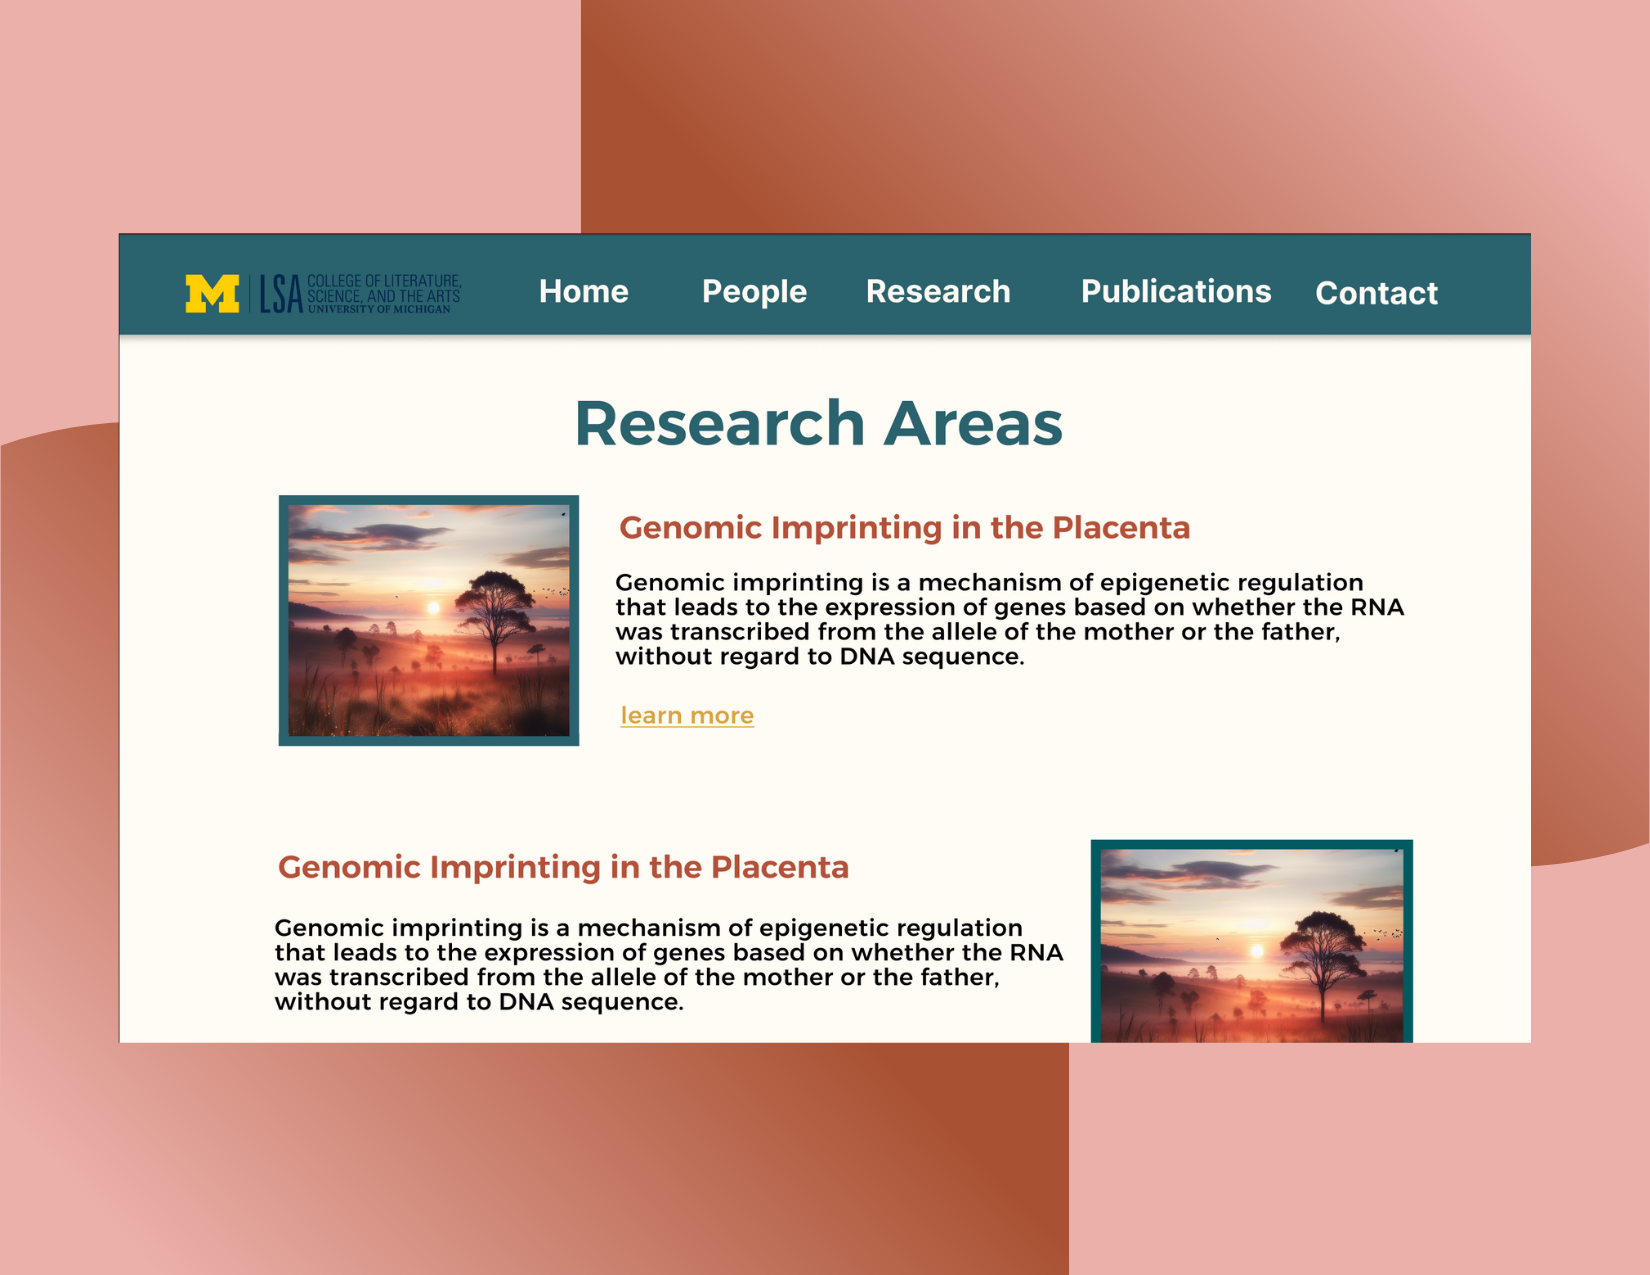 M | LSA COLLEGE OF LITERATURE,
SCIENCE, AND THE ARTS
UNIVERSITY OF MICHIGAN
Home People Research Publications Contact
Research Areas
Genomic Imprinting in the Placenta
Genomic imprinting is a mechanism of epigenetic regulation
that leads to the expression of genes based on whether the RNA
was transcribed from the allele of the mother or the father,
without regard to DNA sequence.
learn more
Genomic Imprinting in the Placenta
Genomic imprinting is a mechanism of epigenetic regulation
that leads to the expression of genes based on whether the RNA
was transcribed from the allele of the mother or the father,
without regard to DNA sequence.